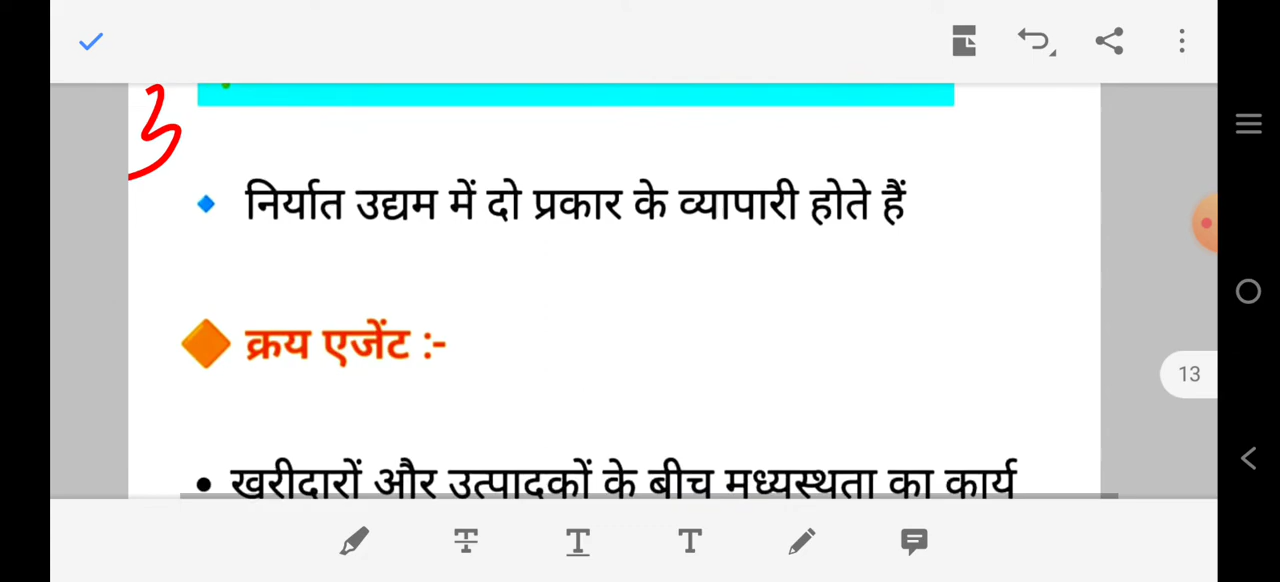 3
निर्यात उद्यम में दो प्रकार के व्यापारी होते हैं
क्रय एजेंट :-
13
• खरीदारों और उत्पादकों के बीच मध्यस्थता का कार्य
T T T